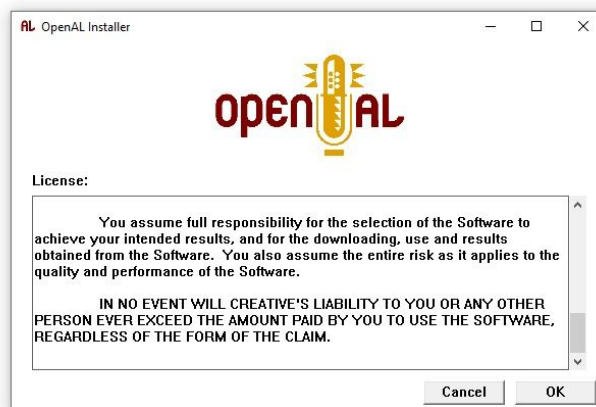 AL OpenAL Installer
OPEN AL
License:
You assume full responsibility for the selection of the Software to
achieve your intended results, and for the downloading, use and results
obtained from the Software.  You also assume the entire risk as it applies to the
quality and performance of the Software.
IN NO EVENT WILL CREATIVE'S LIABILITY TO YOU OR ANY OTHER
PERSON EVER EXCEED THE AMOUNT PAID BY YOU TO USE THE SOFTWARE,
REGARDLESS OF THE FORM OF THE CLAIM.
Cancel OK